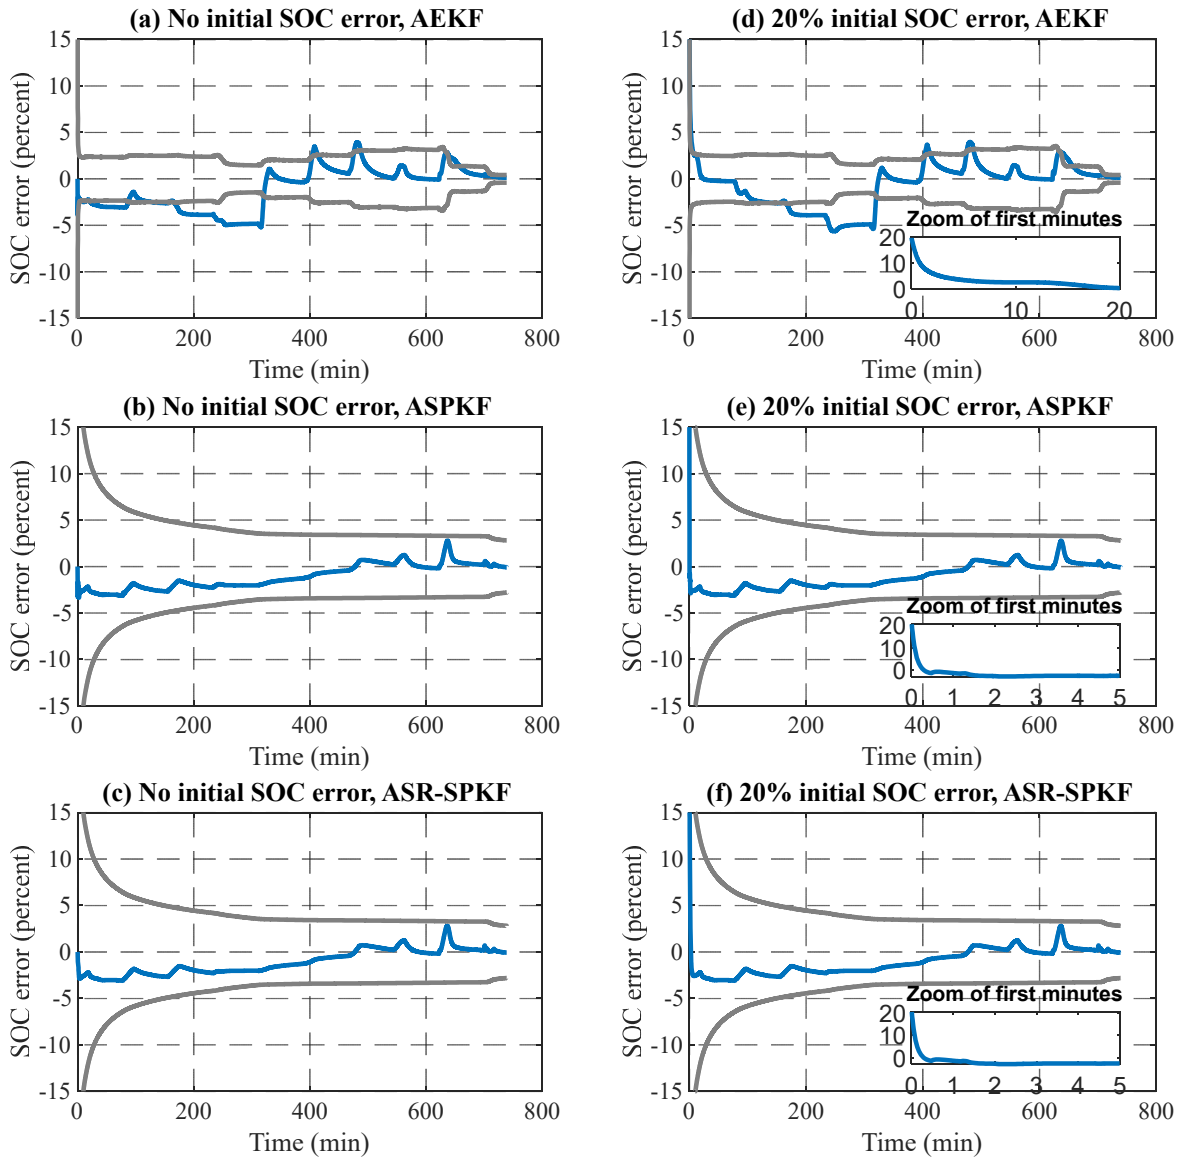 (a) No initial SOC error, AEKF
15
10
5
0
-5
-10
-15
SOC error (percent)
0 200 400 600 800
Time (min)
(d) 20% initial SOC error, AEKF
15
10
5
0
-5
-10
-15
SOC error (percent)
Zoom of first minutes
20
10
0
0 10 20
0 200 400 600 800
Time (min)
(b) No initial SOC error, ASPKF
15
10
5
0
-5
-10
-15
SOC error (percent)
0 200 400 600 800
Time (min)
(e) 20% initial SOC error, ASPKF
15
10
5
0
-5
-10
-15
SOC error (percent)
Zoom of first minutes
20
10
0
0 1 2 3 4 5
0 200 400 600 800
Time (min)
(c) No initial SOC error, ASR-SPKF
15
10
5
0
-5
-10
-15
SOC error (percent)
0 200 400 600 800
Time (min)
(f) 20% initial SOC error, ASR-SPKF
15
10
5
0
-5
-10
-15
SOC error (percent)
Zoom of first minutes
20
10
0
0 1 2 3 4 5
0 200 400 600 800
Time (min)